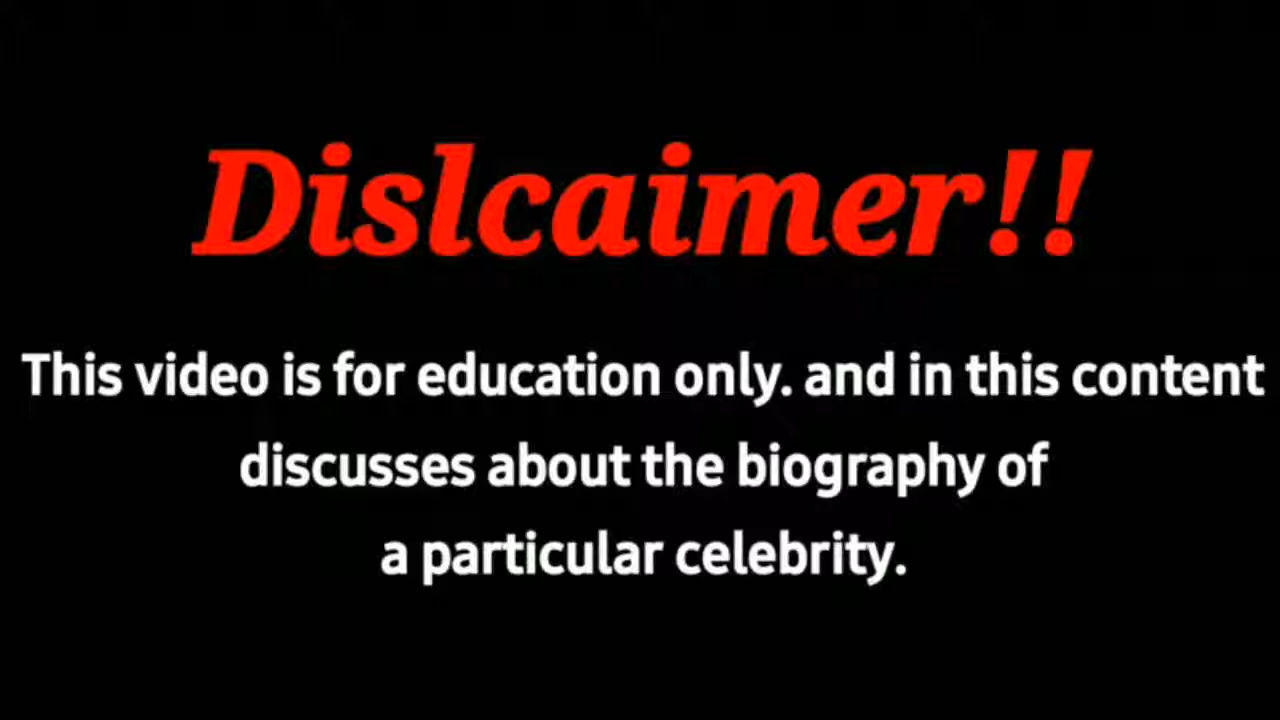 Dislcaimer!!
This video is for education only. and in this content
discusses about the biography of
a particular celebrity.